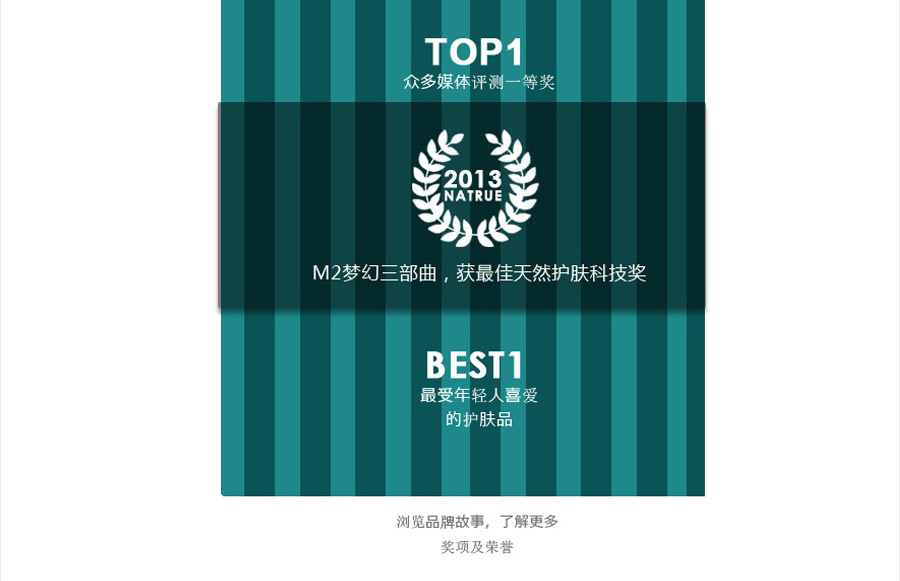 TOP1
众多媒体评测一等奖
2013
NATRUE
M2梦幻三部曲，获最佳天然护肤科技奖
BEST1
最受年轻人喜爱
的护肤品
浏览品牌故事，了解更多
奖项及荣誉